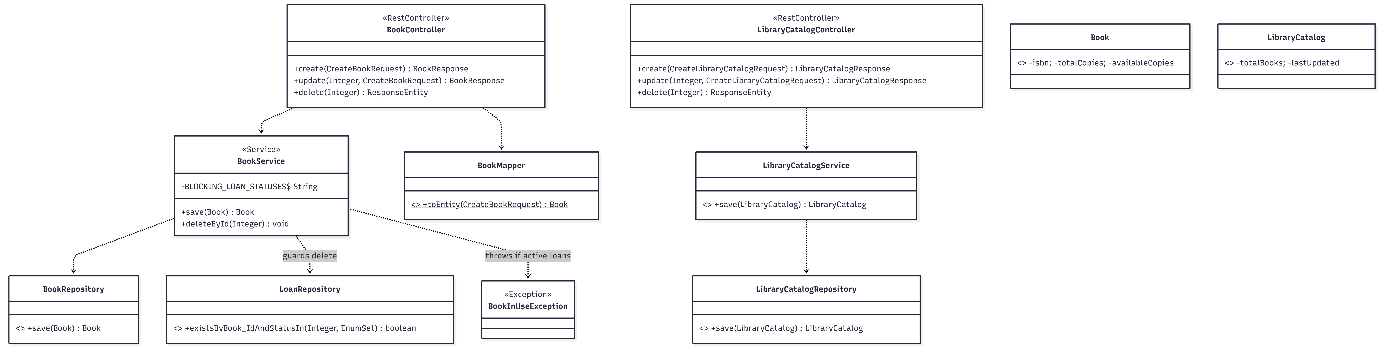 «RestController»
BookController
+create(CreateBookRequest) : BookResponse
+update(Integer, CreateBookRequest) : BookResponse
+delete(Integer) : ResponseEntity
«RestController»
LibraryCatalogController
+create(CreateLibraryCatalogRequest) : LibraryCatalogResponse
+update(Integer, CreateLibraryCatalogRequest) : LibraryCatalogResponse
+delete(Integer) : ResponseEntity
Book
<> -isbn; -totalCopies; -availableCopies
LibraryCatalog
<> -totalBooks; -lastUpdated
«Service»
BookService
-BLOCKING_LOAN_STATUSES$ String
+save(Book) : Book
+deleteById(Integer) : void
BookMapper
<> +toEntity(CreateBookRequest) : Book
LibraryCatalogService
<> +save(LibraryCatalog) : LibraryCatalog
guards delete
throws if active loans
BookRepository
<> +save(Book) : Book
LoanRepository
<> +existsByBook_IdAndStatusIn(Integer, EnumSet) : boolean
«Exception»
BookInUseException
LibraryCatalogRepository
<> +save(LibraryCatalog) : LibraryCatalog